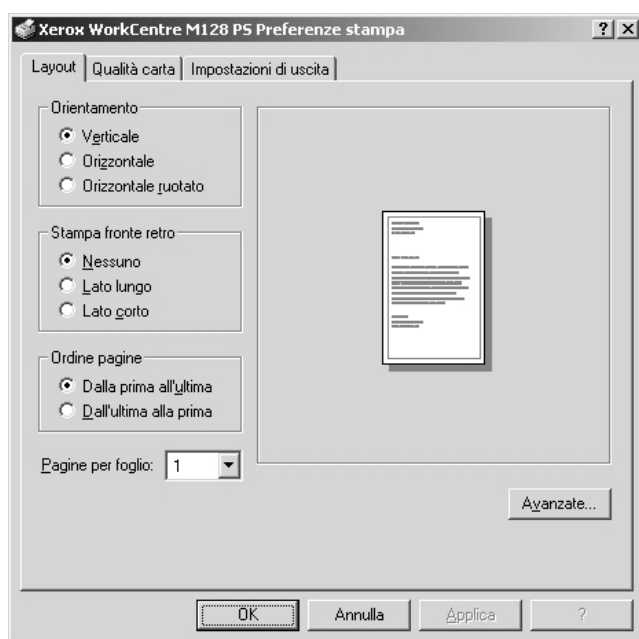 Xerox WorkCentre M128 PS Preferenze stampa
Layout Qualità carta Impostazioni di uscita
Orientamento
Verticale
Orizzontale
Orizzontale ruotato
Stampa fronte retro
Nessuno
Lato lungo
Lato corto
Ordine pagine
Dalla prima all'ultima
Dall'ultima alla prima
Pagine per foglio: 1
Avanzate...
OK Annulla Applica ?